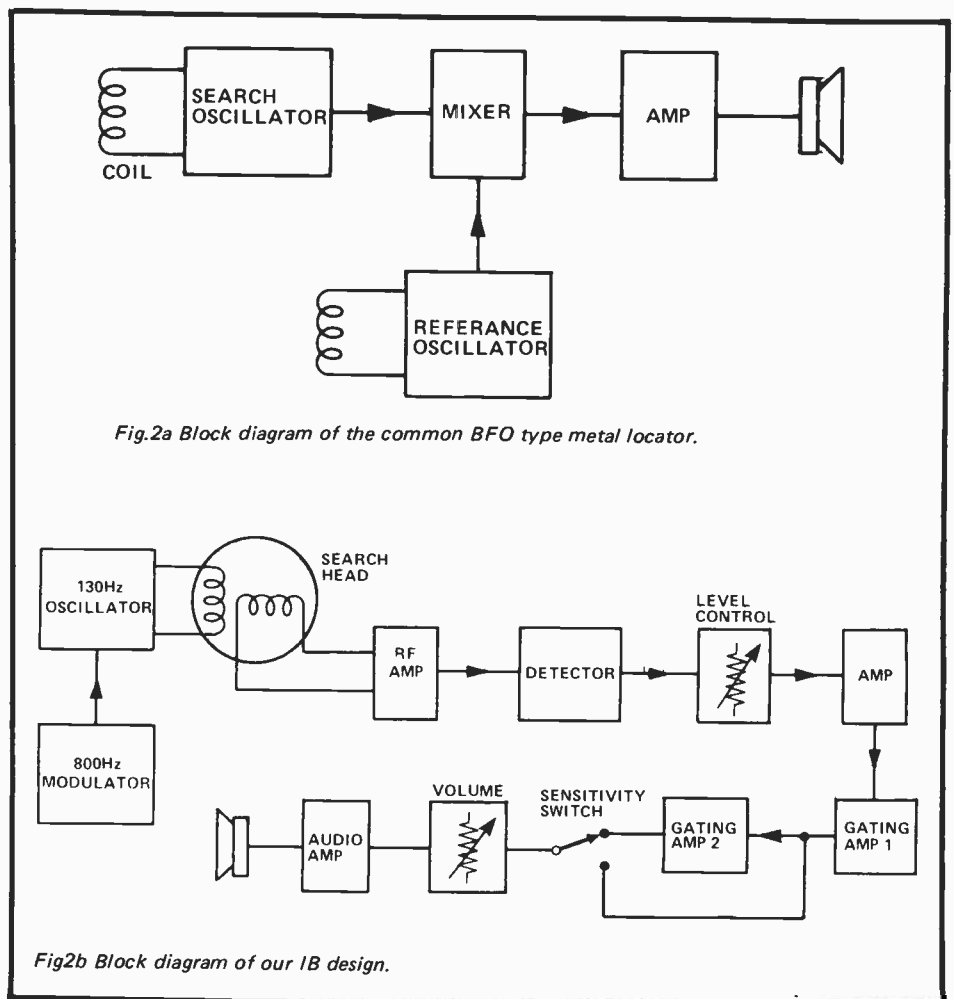 SEARCH
OSCILLATOR
COIL
MIXER
AMP
REFERANCE
OSCILLATOR
Fig.2a Block diagram of the common BFO type metal locator.
130Hz
OSCILLATOR
SEARCH
HEAD
RF
AMP
DETECTOR
LEVEL
CONTROL
AMP
800Hz
MODULATOR
AUDIO
AMP
VOLUME
SENSITIVITY
SWITCH
GATING
AMP 2
GATING
AMP 1
Fig2b Block diagram of our IB design.